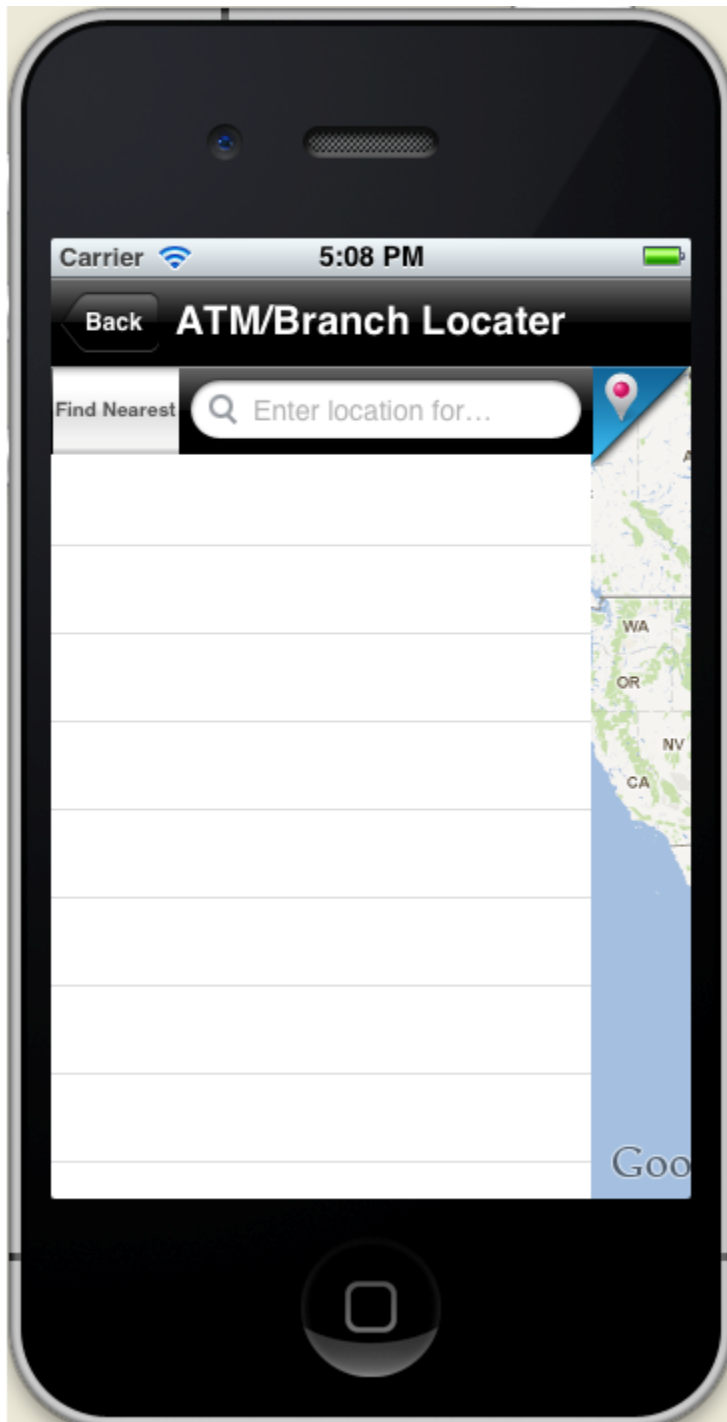 Carrier 5:08 PM
Back ATM/Branch Locater
Find Nearest Enter location for...
WA
OR
NV
CA
Goo